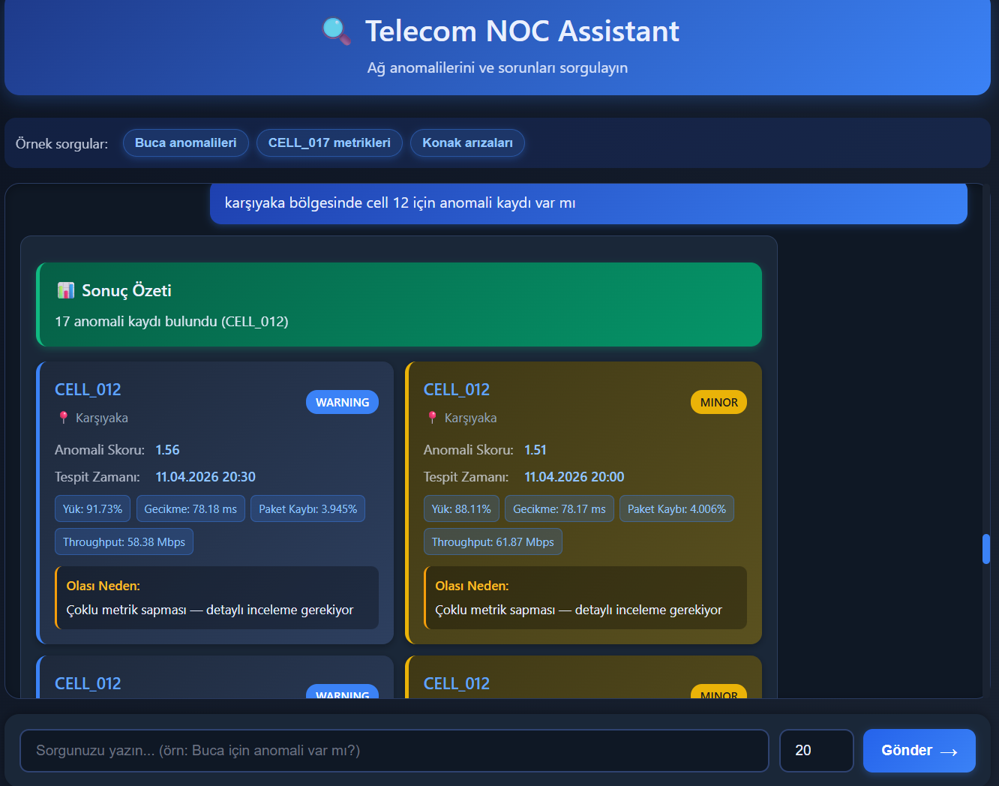 Telecom NOC Assistant
Ağ anomalilerini ve sorunları sorgulayın
Örnek sorgular: Buca anomalileri CELL_017 metrikleri Konak arızaları
karşıyaka bölgesinde cell 12 için anomali kaydı var mı
Sonuç Özeti
17 anomali kaydı bulundu (CELL_012)
CELL_012
WARNING
Karşıyaka
Anomali Skoru: 1.56
Tespit Zamanı: 11.04.2026 20:30
Yük: 91.73% Gecikme: 78.18 ms Paket Kaybı: 3.945%
Throughput: 58.38 Mbps
Olası Neden:
Çoklu metrik sapması — detaylı inceleme gerekiyor
CELL_012
MINOR
Karşıyaka
Anomali Skoru: 1.51
Tespit Zamanı: 11.04.2026 20:00
Yük: 88.11% Gecikme: 78.17 ms Paket Kaybı: 4.006%
Throughput: 61.87 Mbps
Olası Neden:
Çoklu metrik sapması — detaylı inceleme gerekiyor
CELL_012
WARNING
CELL_012
MINOR
Sorgunuzu yazın... (örn: Buca için anomali var mı?)
20
Gönder →